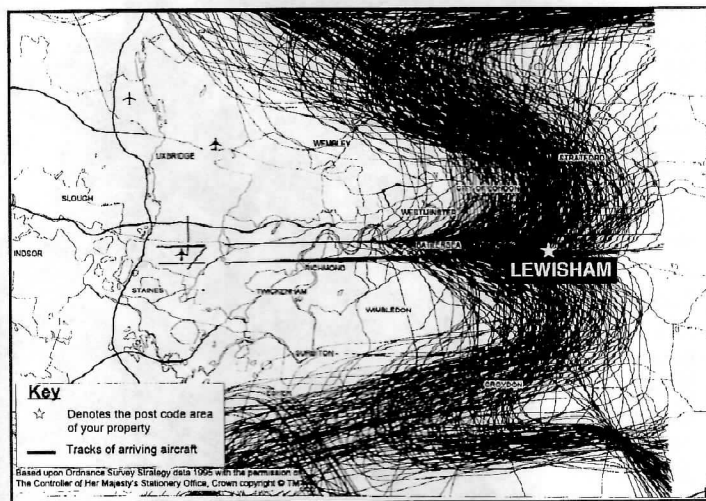 WEMBLEY
UXBRIDGE
STRATFORD
CITY OF LONDON
SLOUGH
WESTMINSTER
BATTERSEA
INDSOR
RICHMOND
LEWISHAM
STAINES
TWICKENHAM
WIMBLEDON
SURBITON
CROYDON
Key
Denotes the post code area
of your property
Tracks of arriving aircraft
Based upon Ordnance Survey Strategy data 1995 with the permission of
The Controller of Her Majesty's Stationery Office, Crown copyright ©